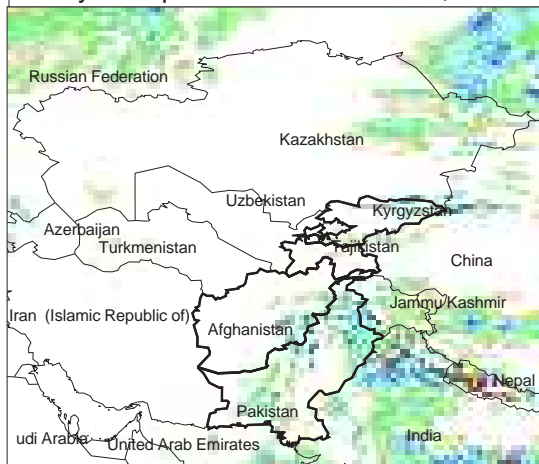 Russian Federation
Kazakhstan
Uzbekistan
Kyrgyzstan
Azerbaijan
Turkmenistan
Tajikistan
China
Iran (Islamic Republic of)
Jammu Kashmir
Afghanistan
Nepal
Pakistan
udi Arabia
United Arab Emirates
India